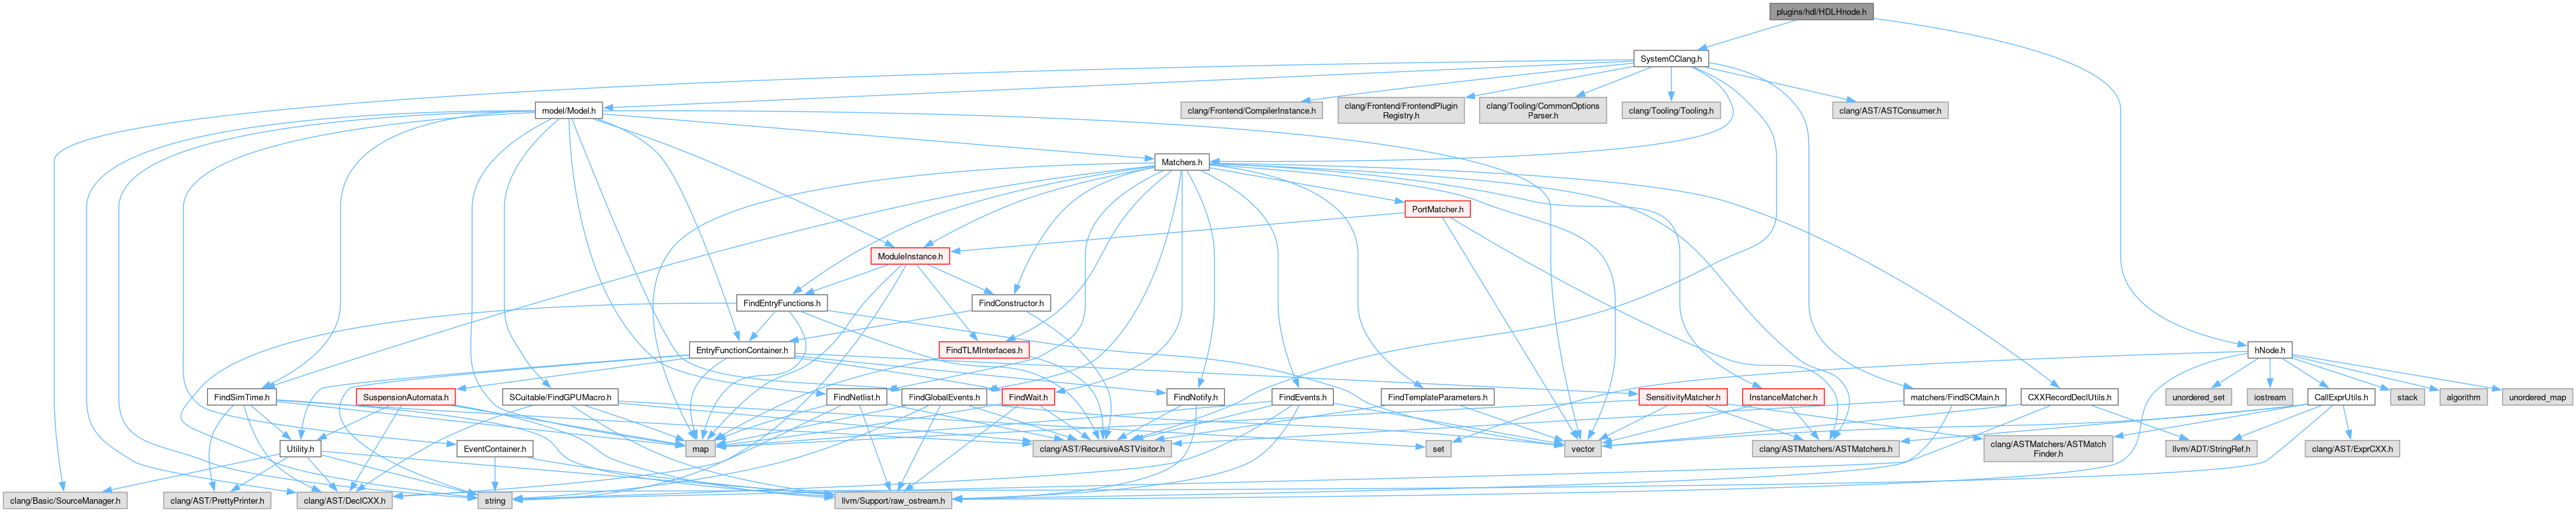 plugins/hdl/HDLHnode.h
SystemCClang.h
model/Model.h
clang/Frontend/CompilerInstance.h
clang/Frontend/FrontendPlugin
Registry.h
clang/Tooling/CommonOptions
Parser.h
clang/Tooling/Tooling.h
clang/AST/ASTConsumer.h
Matchers.h
PortMatcher.h
ModuleInstance.h
FindEntryFunctions.h
FindConstructor.h
EntryFunctionContainer.h
FindTLMInterfaces.h
hNode.h
FindSimTime.h
SuspensionAutomata.h
SCuitable/FindGPUMacro.h
FindNetlist.h
FindGlobalEvents.h
FindWait.h
FindNotify.h
FindEvents.h
FindTemplateParameters.h
SensitivityMatcher.h
InstanceMatcher.h
matchers/FindSCMain.h
CXXRecordDeclUtils.h
unordered_set
iostream
CallExprUtils.h
stack
algorithm
unordered_map
Utility.h
EventContainer.h
map
clang/AST/RecursiveASTVisitor.h
set
vector
clang/ASTMatchers/ASTMatchers.h
clang/ASTMatchers/ASTMatch
Finder.h
llvm/ADT/StringRef.h
clang/AST/ExprCXX.h
clang/Basic/SourceManager.h
clang/AST/PrettyPrinter.h
clang/AST/DeclCXX.h
string
llvm/Support/raw_ostream.h